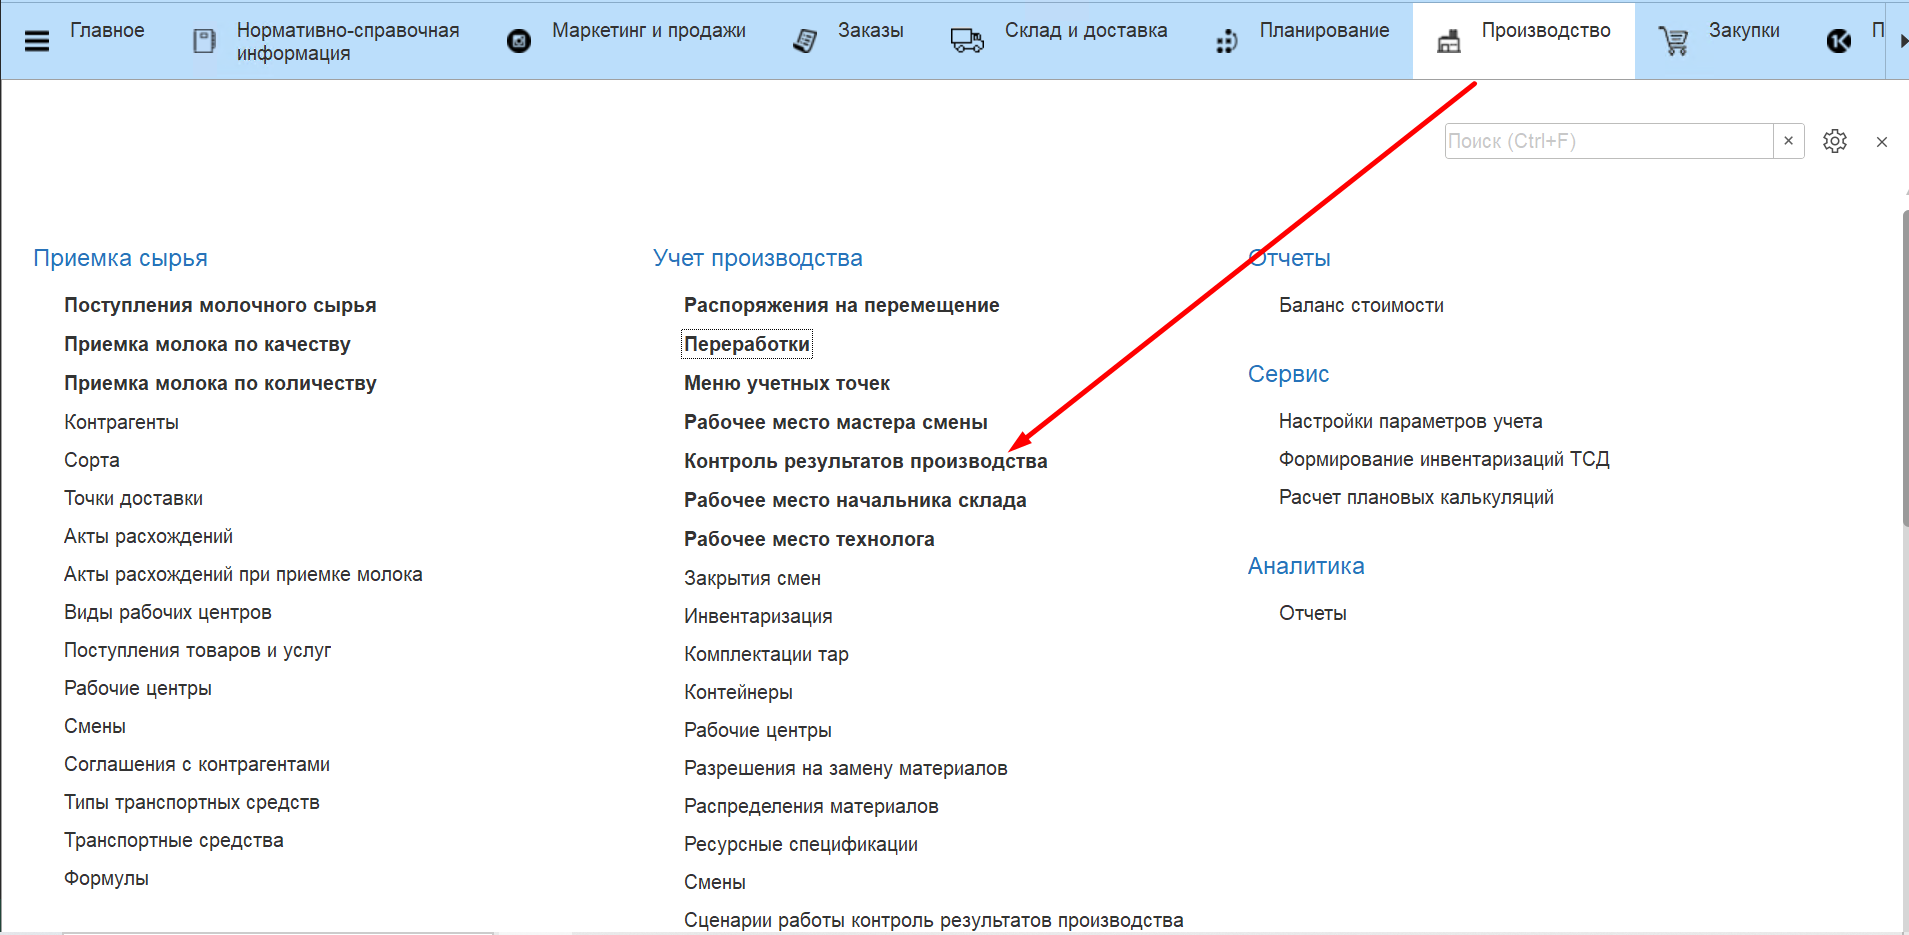 Главное
Нормативно-справочная
информация
Маркетинг и продажи
Заказы
Склад и доставка
Планирование
Производство
Закупки
П
Поиск (Ctrl+F)
Приемка сырья
Поступления молочного сырья
Приемка молока по качеству
Приемка молока по количеству
Контрагенты
Сорта
Точки доставки
Акты расхождений
Акты расхождений при приемке молока
Виды рабочих центров
Поступления товаров и услуг
Рабочие центры
Смены
Соглашения с контрагентами
Типы транспортных средств
Транспортные средства
Формулы
Учет производства
Распоряжения на перемещение
Переработки
Меню учетных точек
Рабочее место мастера смены
Контроль результатов производства
Рабочее место начальника склада
Рабочее место технолога
Закрытия смен
Инвентаризация
Комплектации тар
Контейнеры
Рабочие центры
Разрешения на замену материалов
Распределения материалов
Ресурсные спецификации
Смены
Сценарии работы контроль результатов производства
Отчеты
Баланс стоимости
Сервис
Настройки параметров учета
Формирование инвентаризаций ТСД
Расчет плановых калькуляций
Аналитика
Отчеты